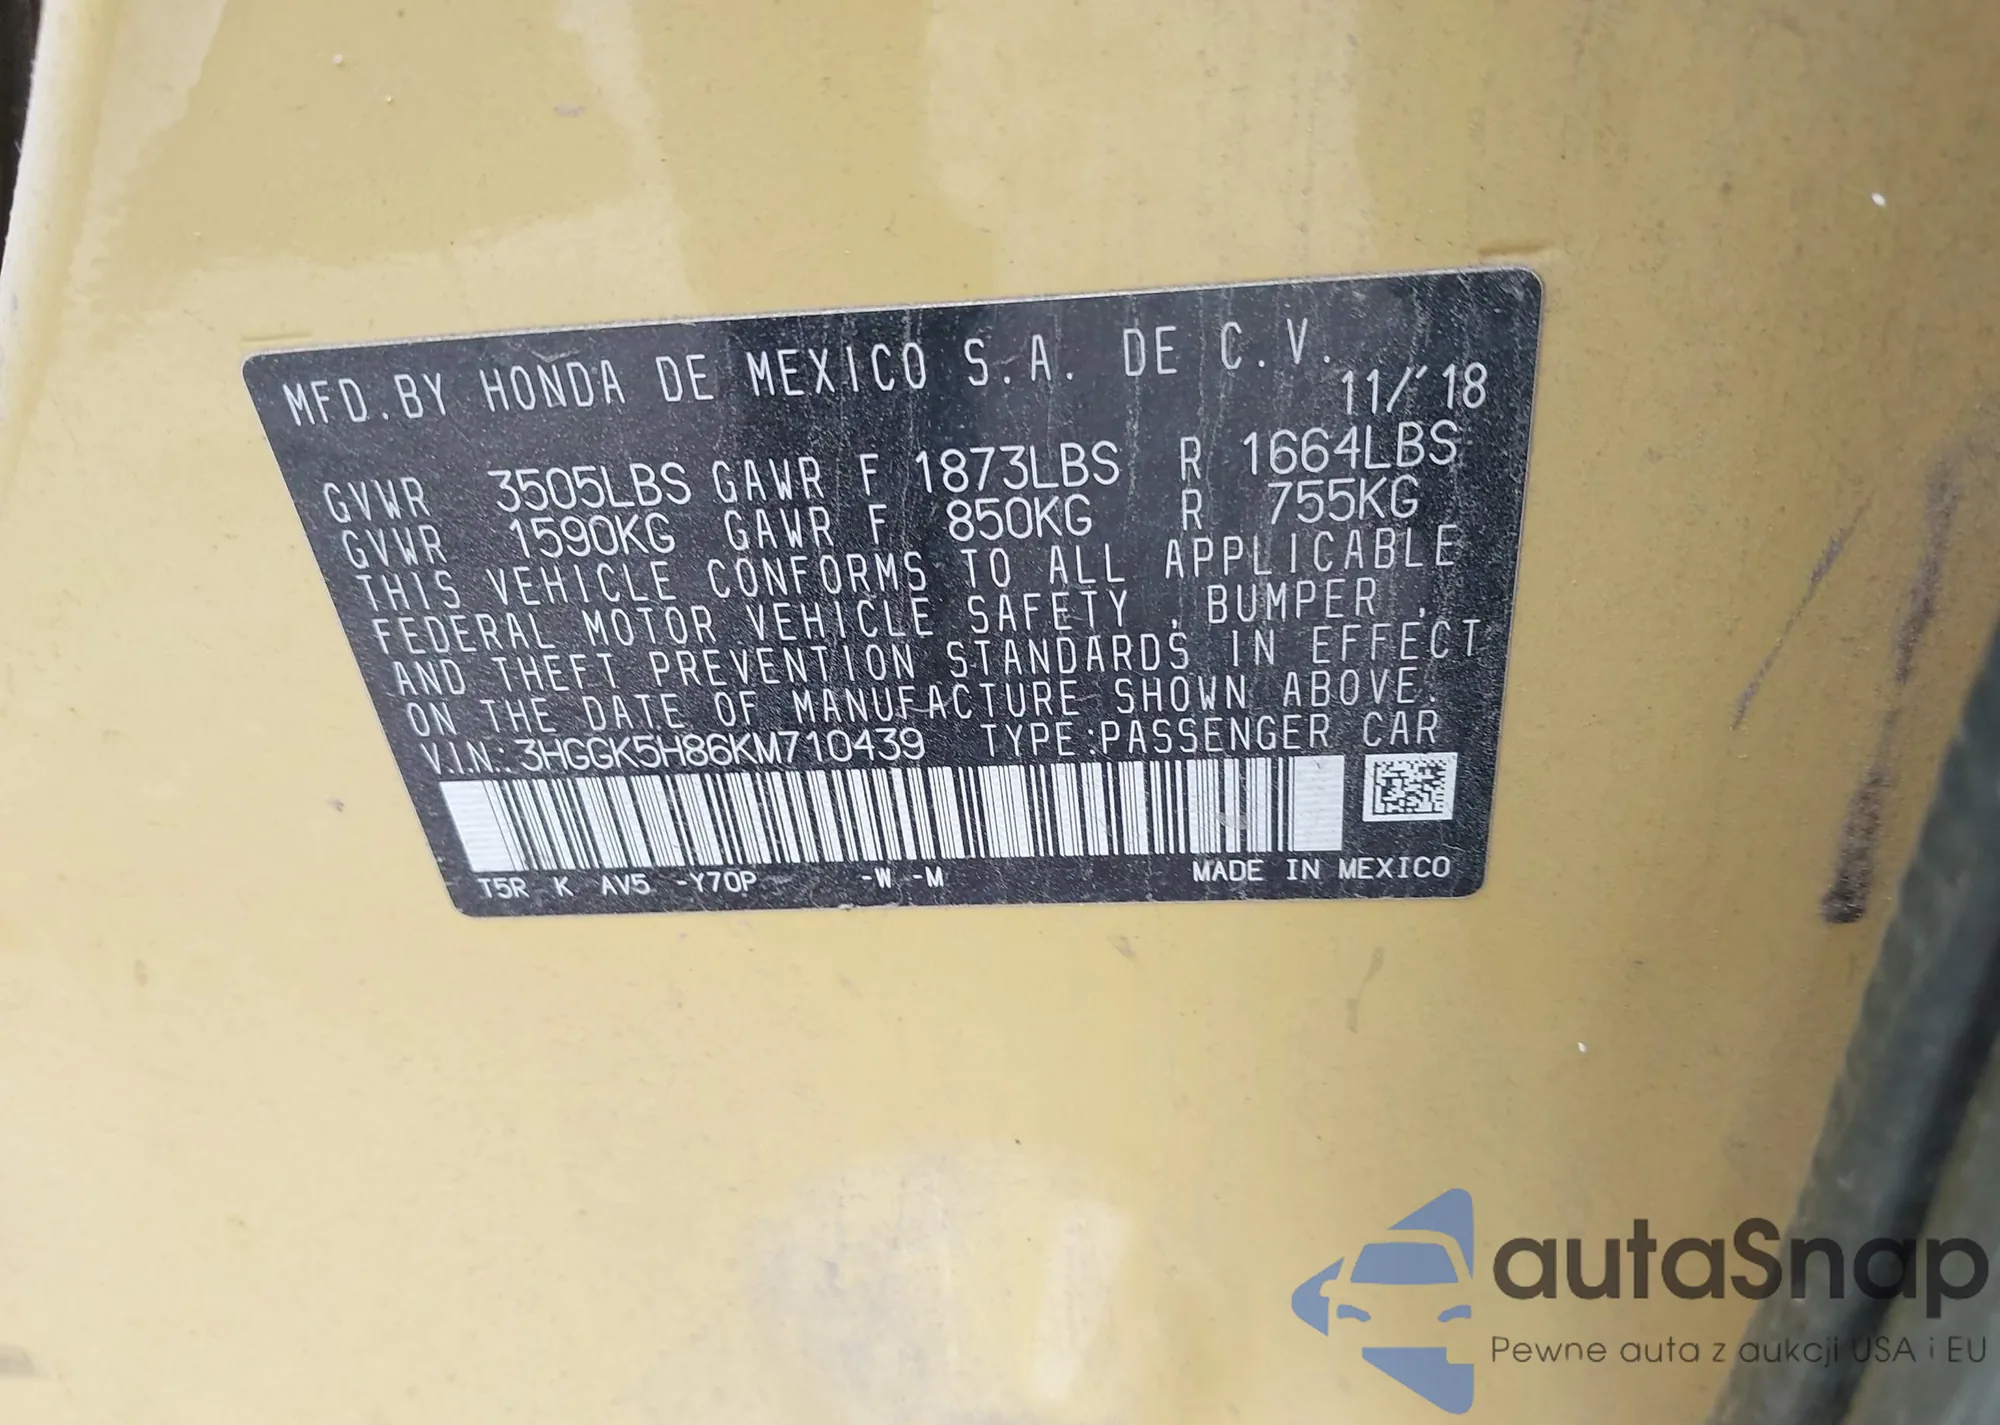 MFD.BY HONDA DE MEXICO S.A. DE C.V.
11/'18
GVWR 3505LBS GAWR F 1873LBS R 1664LBS
GVWR 1590KG GAWR F 850KG R 755KG
THIS VEHICLE CONFORMS TO ALL APPLICABLE
FEDERAL MOTOR VEHICLE SAFETY , BUMPER ,
AND THEFT PREVENTION STANDARDS IN EFFECT
ON THE DATE OF MANUFACTURE SHOWN ABOVE.
V.I.N.: 3HGGK5H86KM710439 TYPE:PASSENGER CAR
T5R K AV5 -Y70P -W -M MADE IN MEXICO
autaSnap
Pewne auta z aukcji USA i EU